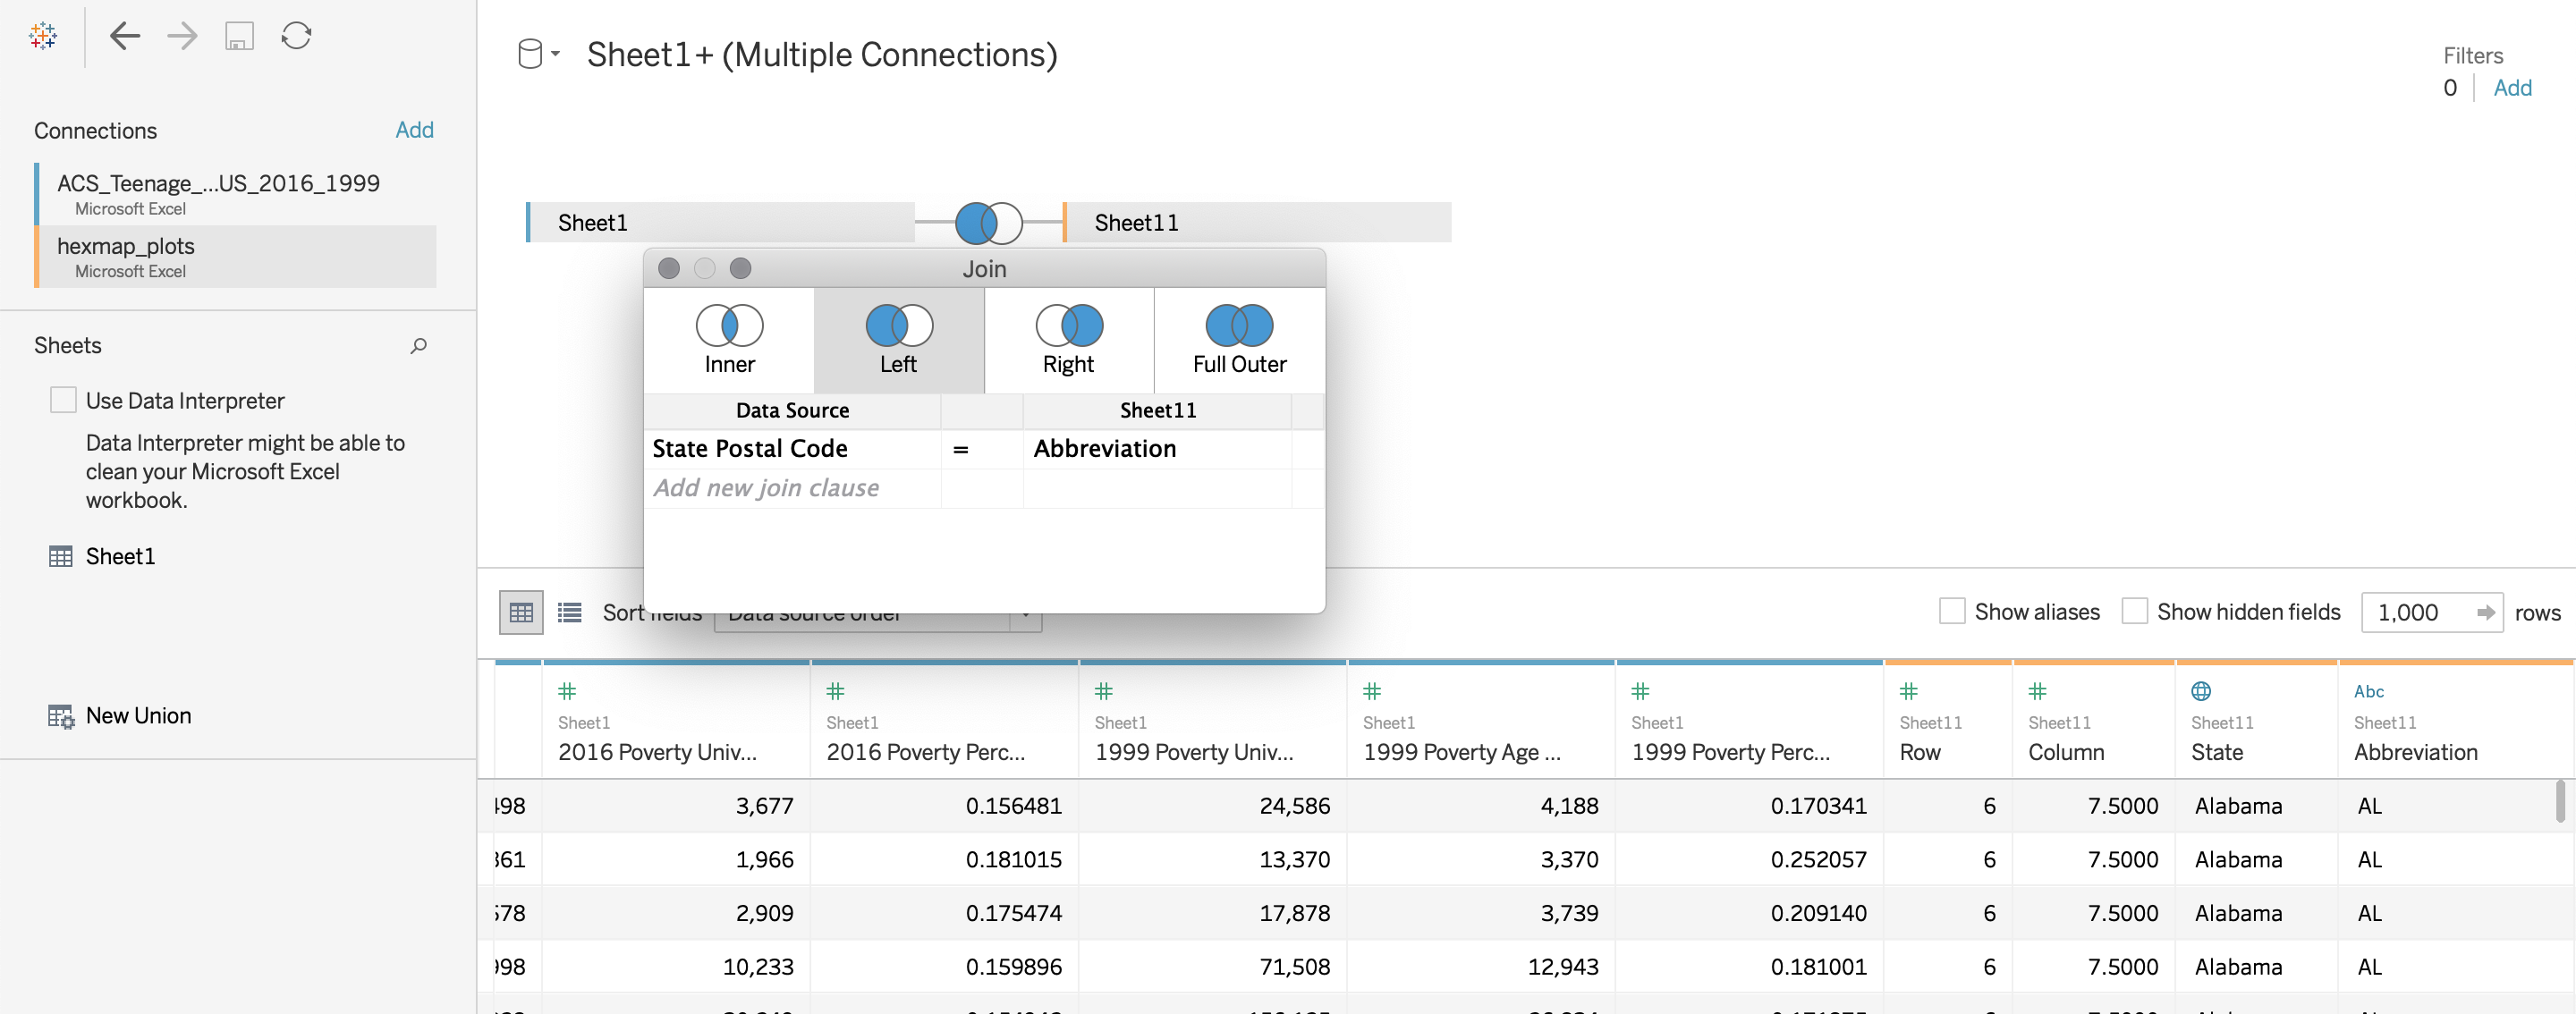 Sheet1+ (Multiple Connections)
Filters
0 Add
Connections Add
ACS_Teenage_...US_2016_1999
Microsoft Excel
hexmap_plots
Microsoft Excel
Sheets
Use Data Interpreter
Data Interpreter might be able to
clean your Microsoft Excel
workbook.
Sheet1
New Union
Sheet1 Sheet11
Join
Inner Left Right Full Outer
Data Source Sheet11
State Postal Code = Abbreviation
Add new join clause
Sort fields Data source order
Show aliases Show hidden fields 1,000 rows
Abc
Sheet1 Sheet1 Sheet1 Sheet1 Sheet1 Sheet11 Sheet11 Sheet11 Sheet11
2016 Poverty Univ... 2016 Poverty Perc... 1999 Poverty Univ... 1999 Poverty Age ... 1999 Poverty Perc... Row Column State Abbreviation
98 3,677 0.156481 24,586 4,188 0.170341 6 7.5000 Alabama AL
61 1,966 0.181015 13,370 3,370 0.252057 6 7.5000 Alabama AL
78 2,909 0.175474 17,878 3,739 0.209140 6 7.5000 Alabama AL
98 10,233 0.159896 71,508 12,943 0.181001 6 7.5000 Alabama AL